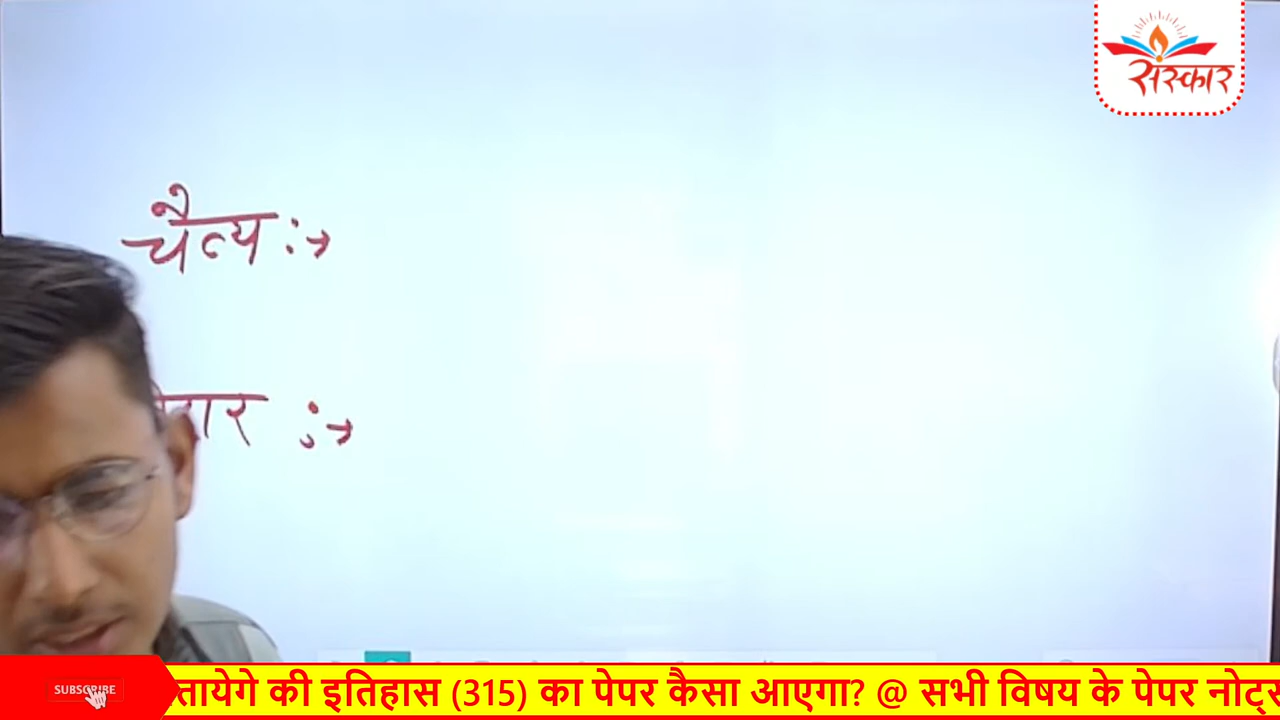 संस्कार
चैत्य :→
:→
SUBSCRIBE
तायेगे की इतिहास (315) का पेपर कैसा आएगा? @ सभी विषय के पेपर नोट्स